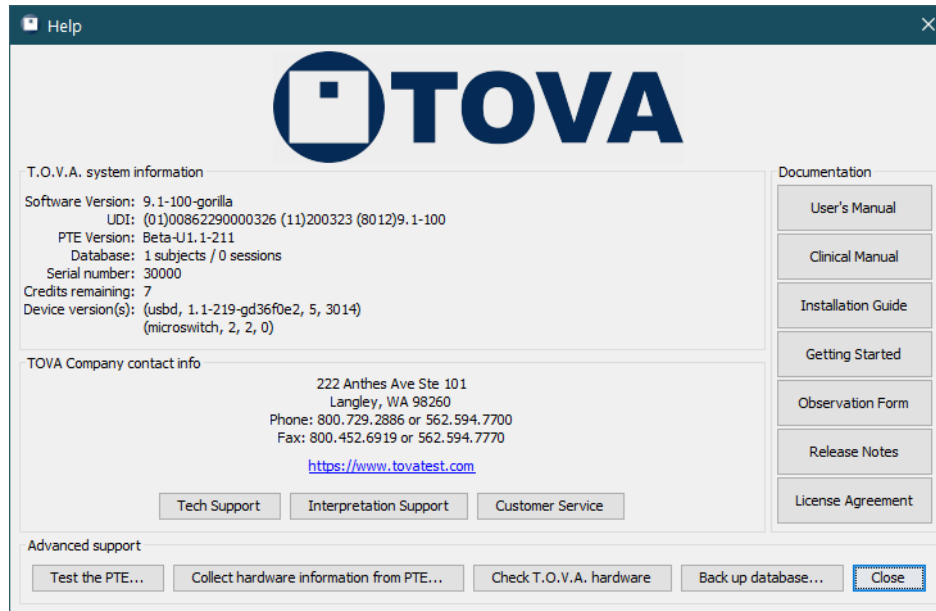 Help
TOVA
T.O.V.A. system information
Software Version: 9.1-100-gorilla
UDI: (01)00862290000326 (11)200323 (8012)9.1-100
PTE Version: Beta-U1.1-211
Database: 1 subjects / 0 sessions
Serial number: 30000
Credits remaining: 7
Device version(s): (usbd, 1.1-219-gd36f0e2, 5, 3014)
(microswitch, 2, 2, 0)
TOVA Company contact info
222 Anthes Ave Ste 101
Langley, WA 98260
Phone: 800.729.2886 or 562.594.7700
Fax: 800.452.6919 or 562.594.7770
https://www.tovatest.com
Tech Support
Interpretation Support
Customer Service
Documentation
User's Manual
Clinical Manual
Installation Guide
Getting Started
Observation Form
Release Notes
License Agreement
Advanced support
Test the PTE...
Collect hardware information from PTE...
Check T.O.V.A. hardware
Back up database...
Close